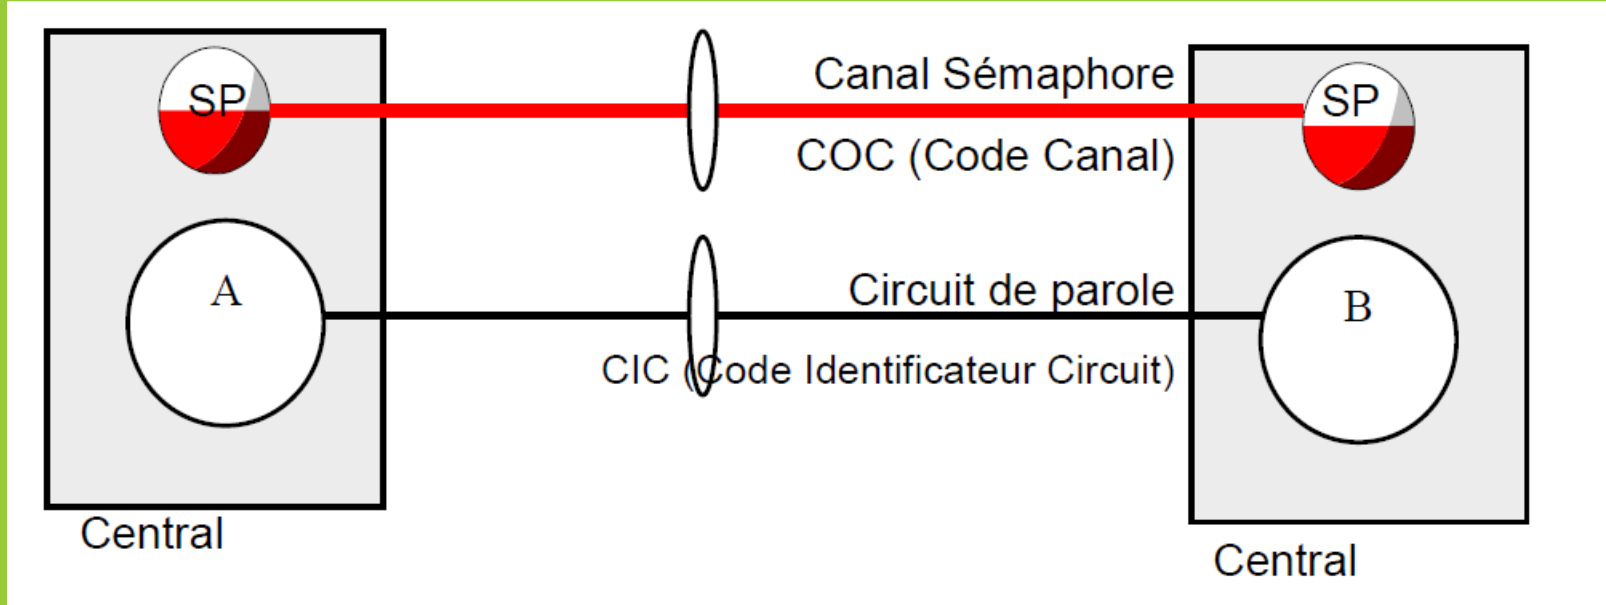 SP
Canal Sémaphore
SP
COC (Code Canal)
A
Circuit de parole
B
CIC (Code Identificateur Circuit)
Central
Central